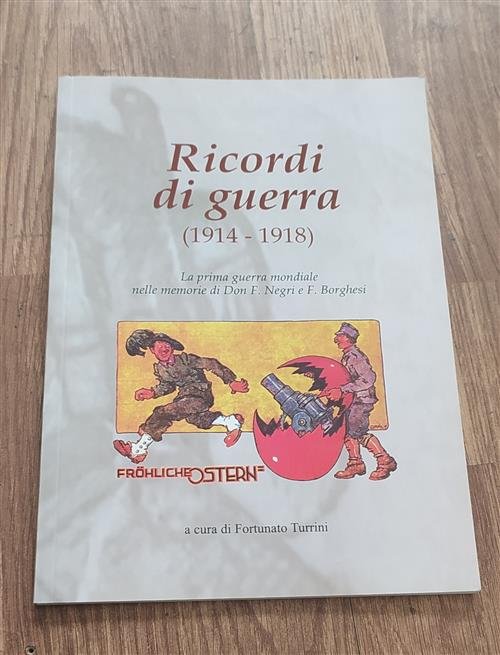 Ricordi
di guerra
(1914 - 1918)
La prima guerra mondiale
nelle memorie di Don F. Negri e F. Borghesi
FRÖHLICHE OSTERN=
a cura di Fortunato Turrini